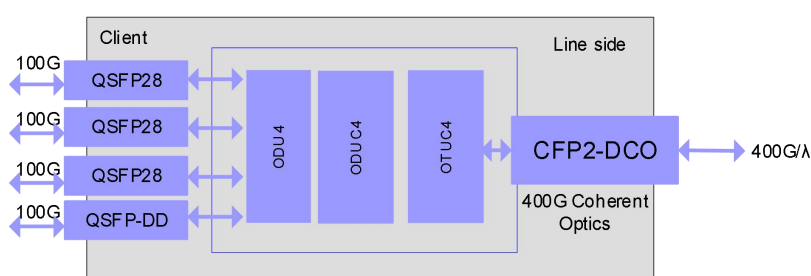 Client
Line side
100G
QSFP28
100G
QSFP28
100G
QSFP28
100G
QSFP-DD
ODU4
ODUC4
OTUC4
CFP2-DCO
400G/λ
400G Coherent
Optics